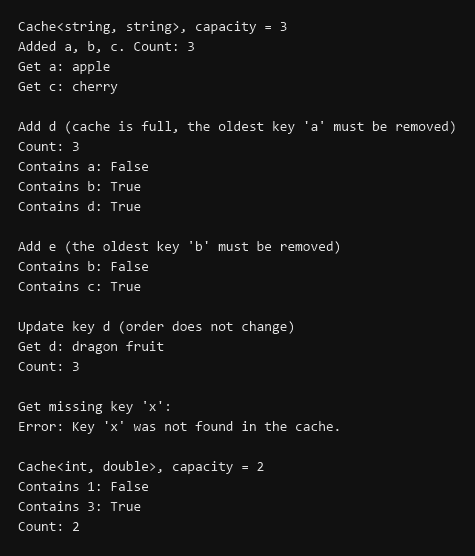 Cache<string, string>, capacity = 3
Added a, b, c. Count: 3
Get a: apple
Get c: cherry

Add d (cache is full, the oldest key 'a' must be removed)
Count: 3
Contains a: False
Contains b: True
Contains d: True

Add e (the oldest key 'b' must be removed)
Contains b: False
Contains c: True

Update key d (order does not change)
Get d: dragon fruit
Count: 3

Get missing key 'x':
Error: Key 'x' was not found in the cache.

Cache<int, double>, capacity = 2
Contains 1: False
Contains 3: True
Count: 2